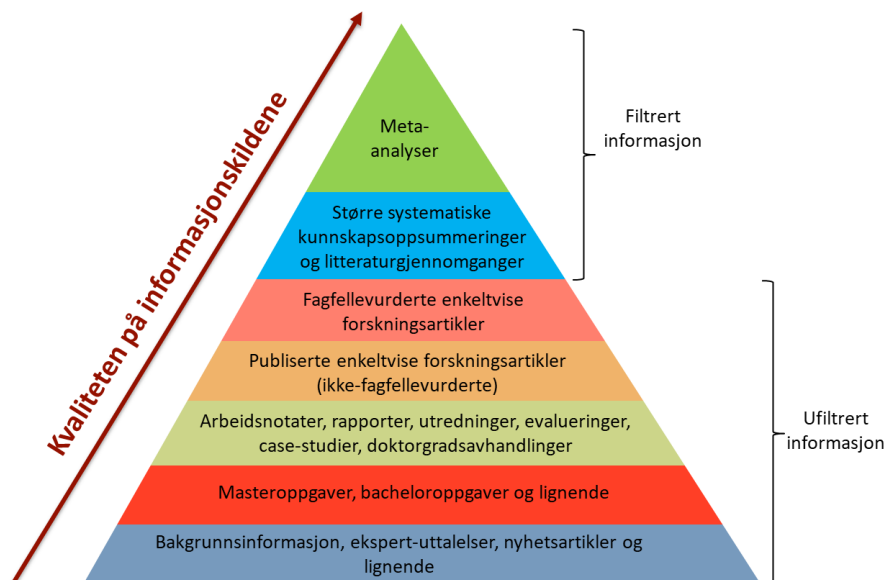 Kvaliteten på informasjonskildene
Meta-
analyser
Større systematiske
kunnskapsoppsummeringer
og litteraturgjennomganger
Filtrert
informasjon
Fagfellevurderte enkeltvise
forskningsartikler
Publiserte enkeltvise forskningsartikler
(ikke-fagfellevurderte)
Arbeidsnotater, rapporter, utredninger, evalueringer,
case-studier, doktorgradsavhandlinger
Masteroppgaver, bacheloroppgaver og lignende
Bakgrunnsinformasjon, ekspert-uttalelser, nyhetsartikler og
lignende
Ufiltrert
informasjon